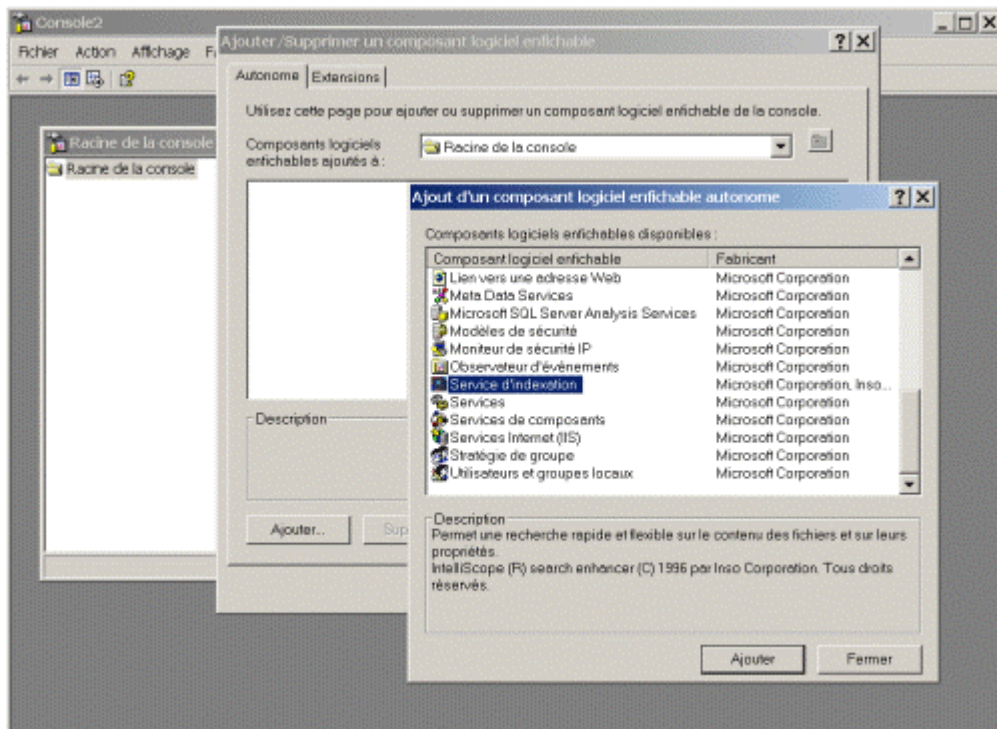 Console2
Fichier Action Affichage
Racine de la console
Racine de la console
Ajouter/Supprimer un composant logiciel enfichable
Autonome Extensions
Utilisez cette page pour ajouter ou supprimer un composant logiciel enfichable de la console.
Composants logiciels
enfichables ajoutés à :
Racine de la console
Description
Ajouter... Sup
Ajout d'un composant logiciel enfichable autonome
Composants logiciels enfichables disponibles :
Composant logiciel enfichable Fabricant
Lien vers une adresse Web Microsoft Corporation
Meta Data Services Microsoft Corporation
Microsoft SQL Server Analysis Services Microsoft Corporation
Modèles de sécurité Microsoft Corporation
Moniteur de sécurité IP Microsoft Corporation
Observateur d'événements Microsoft Corporation
Service d'indexation Microsoft Corporation, Inso...
Services Microsoft Corporation
Services de composants Microsoft Corporation
Services Internet (IIS) Microsoft Corporation
Stratégie de groupe Microsoft Corporation
Utilisateurs et groupes locaux Microsoft Corporation
Description
Permet une recherche rapide et flexible sur le contenu des fichiers et sur leurs
propriétés.
IntelliScope (R) search enhancer (C) 1996 par Inso Corporation. Tous droits
réservés.
Ajouter Fermer